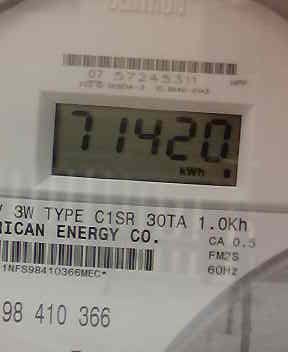 07 57245311
71420
kWh
3W TYPE C1SR 30TA 1.0Kh
RICAN ENERGY CO.
CA 0.5
FM2S
60Hz
1NFS98410366MEC*
98 410 366